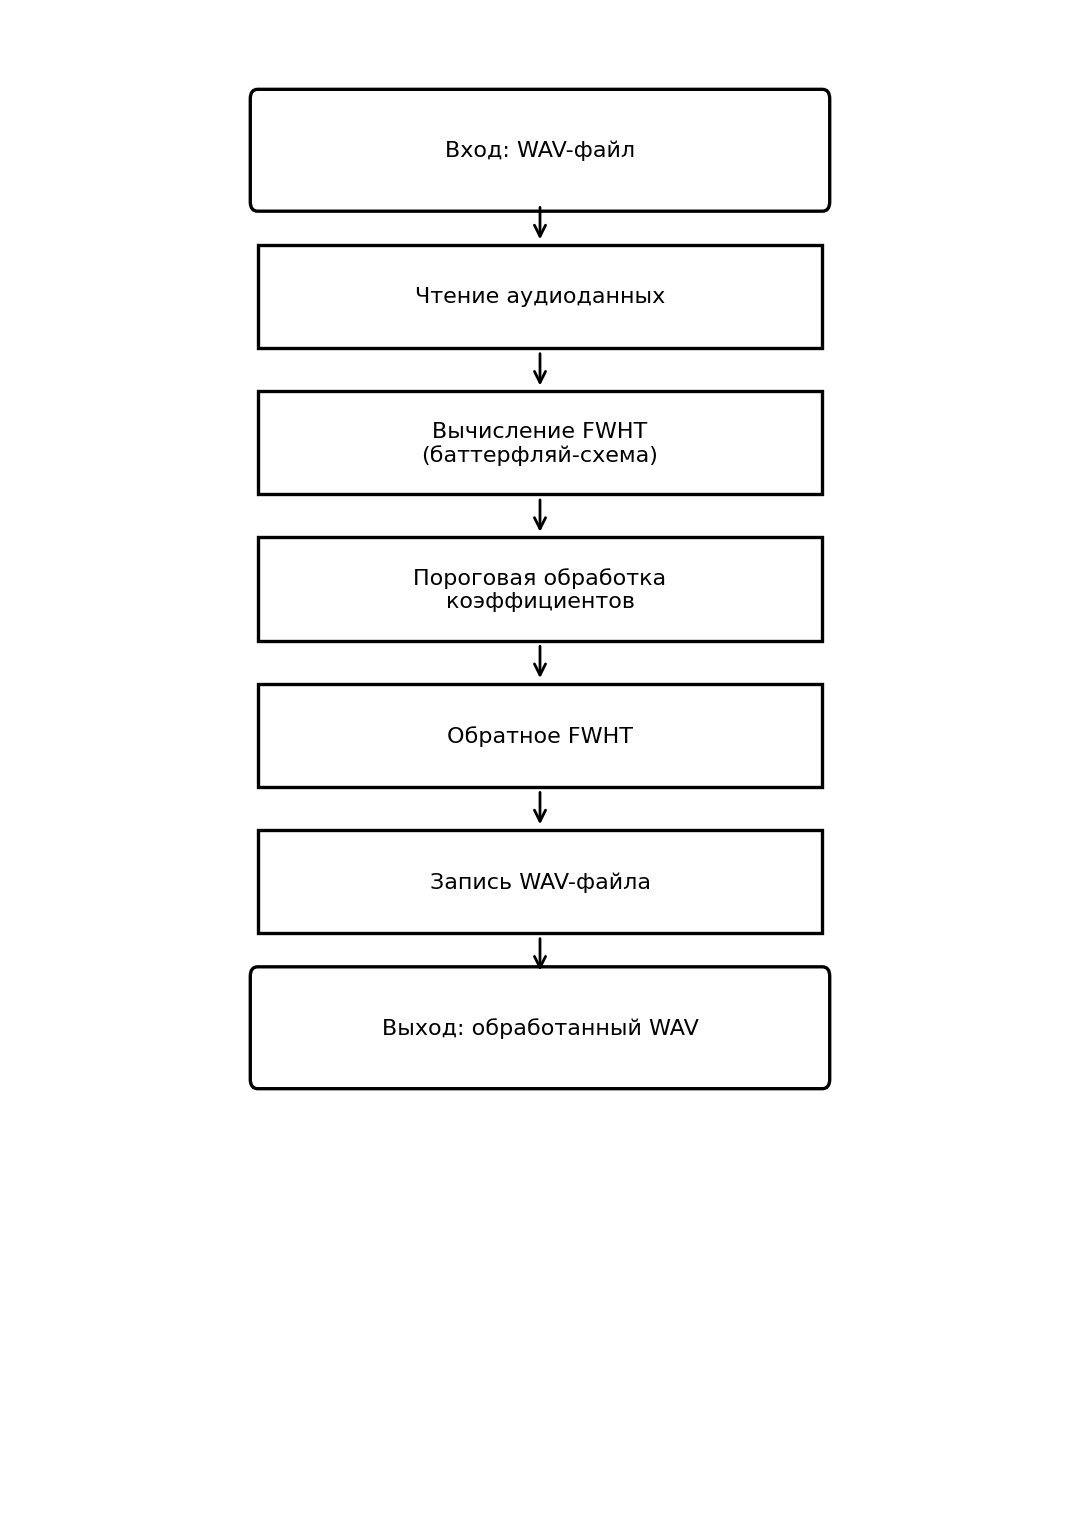 Вход: WAV-файл
Чтение аудиоданных
Вычисление FWHT
(баттерфляй-схема)
Пороговая обработка
коэффициентов
Обратное FWHT
Запись WAV-файла
Выход: обработанный WAV